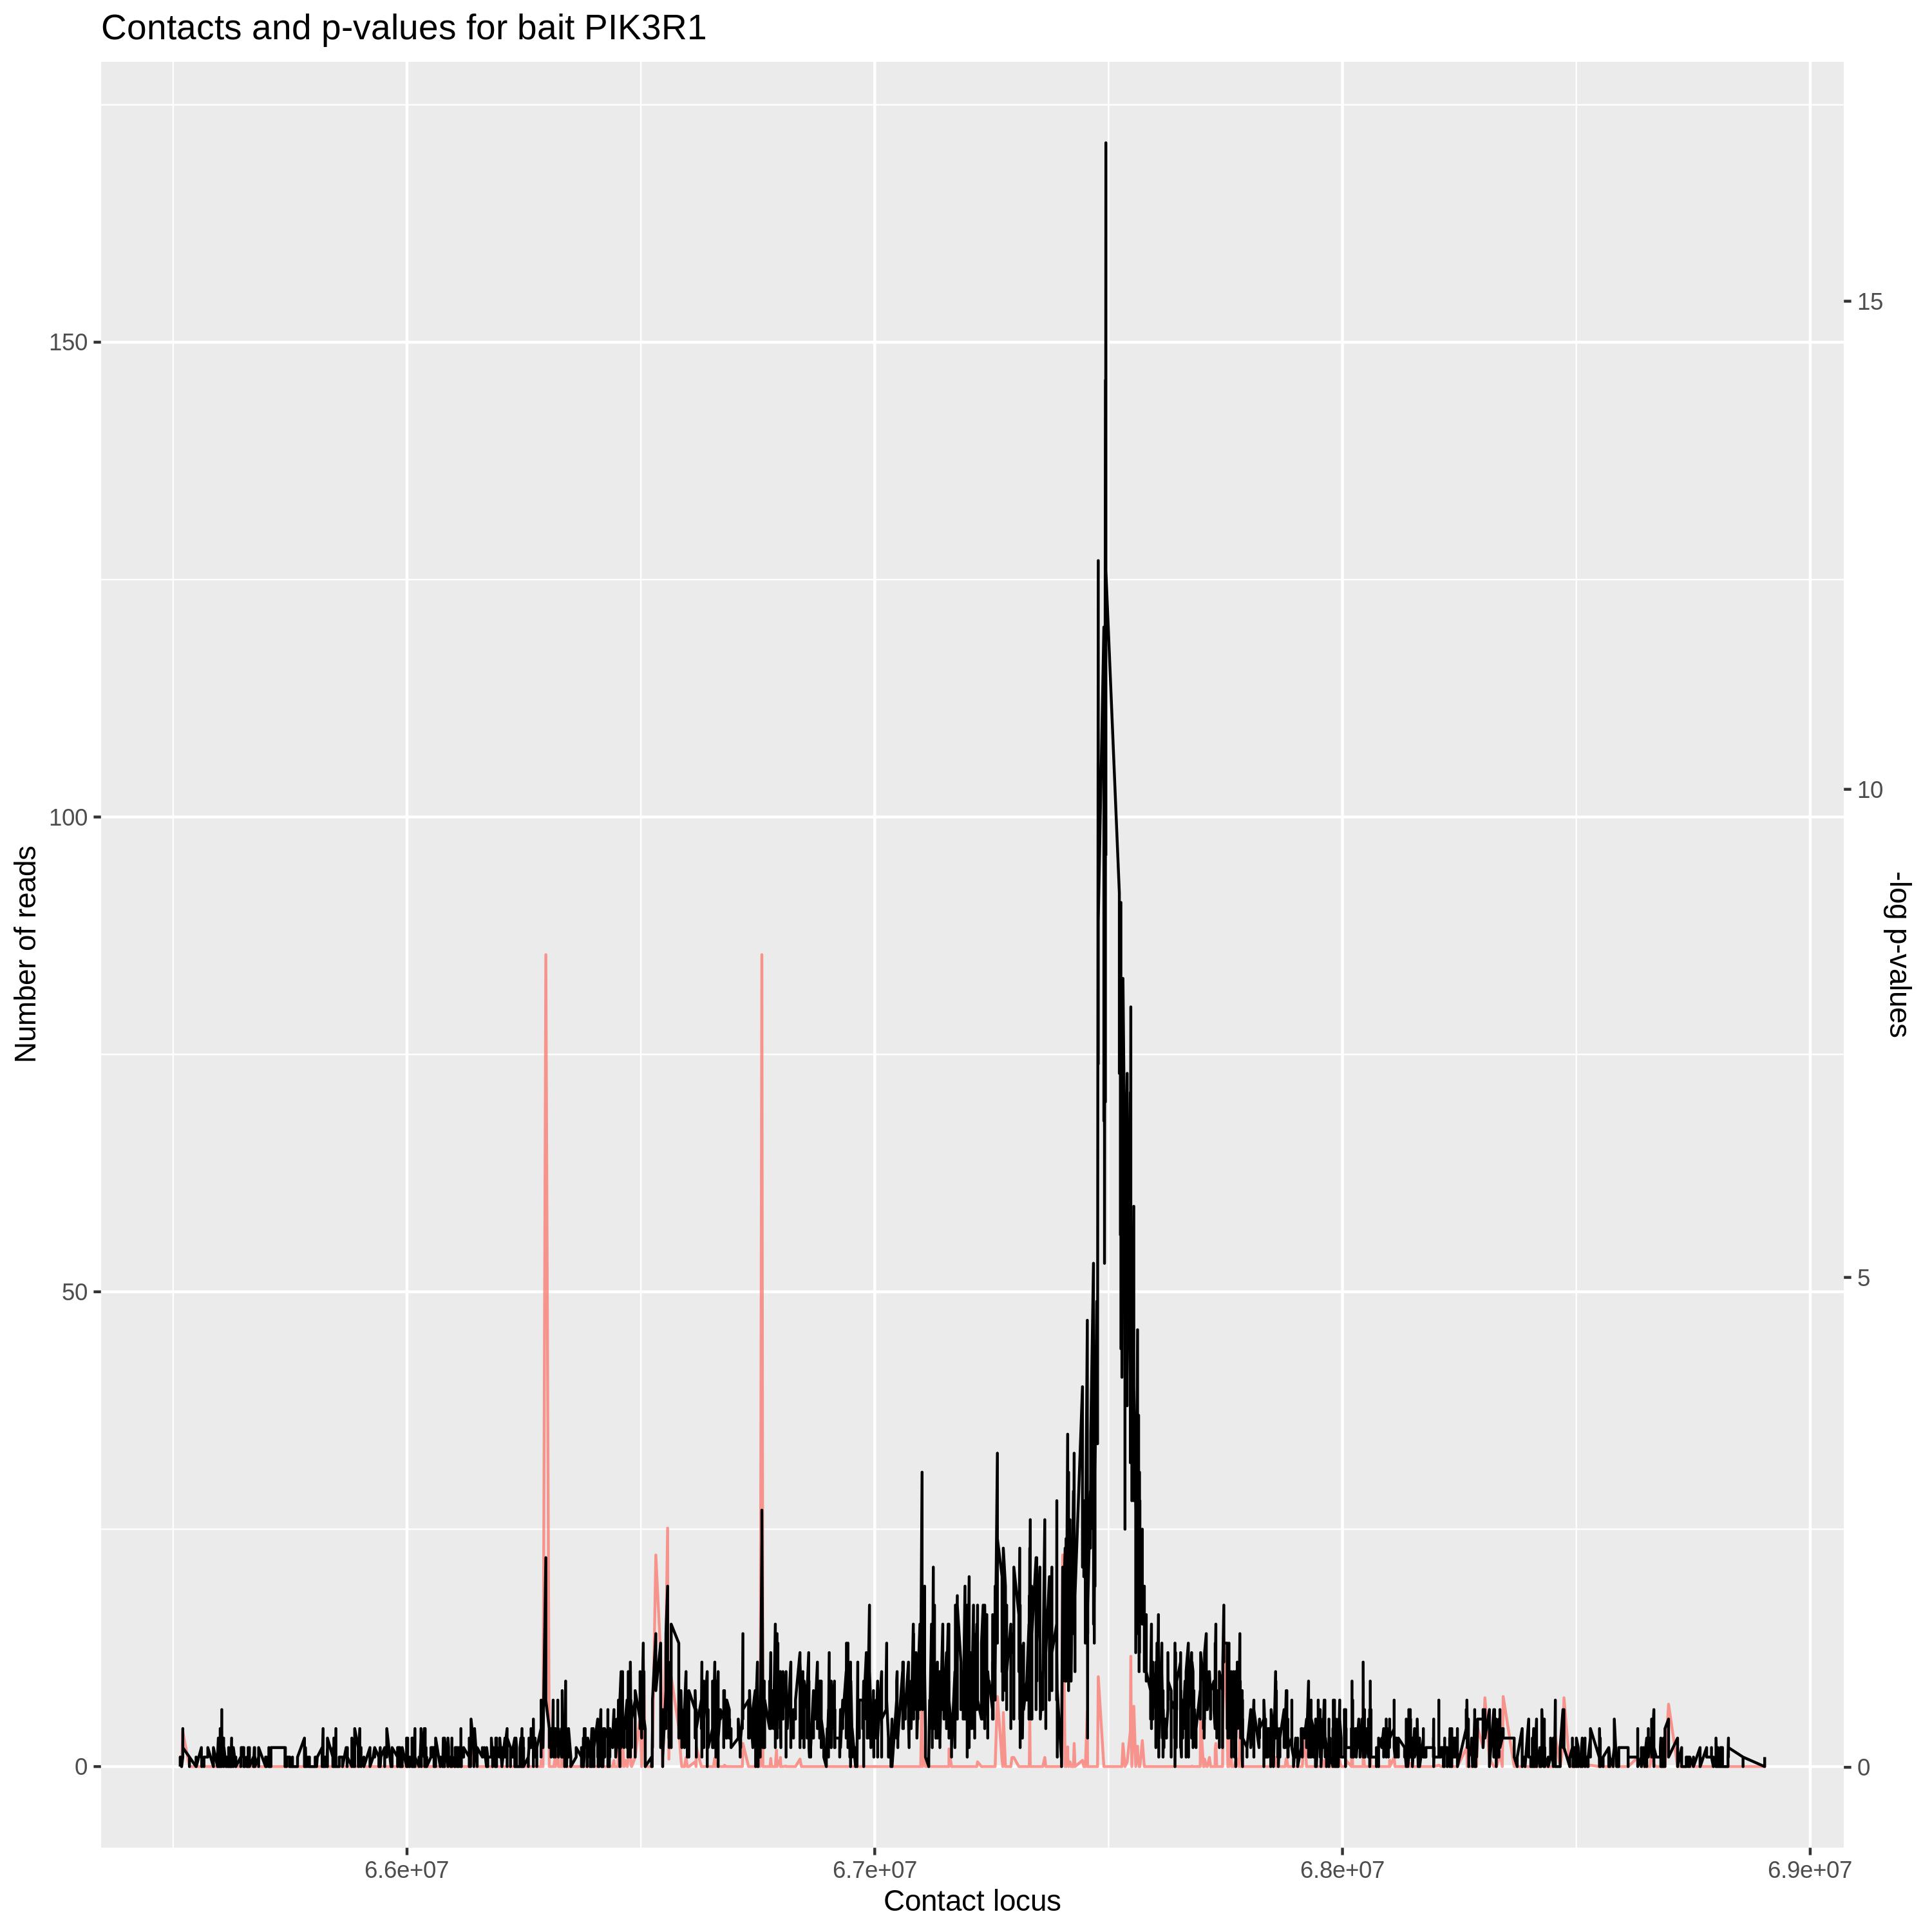 Contacts and p-values for bait PIK3R1
150
100
50
0
Number of reads
15
10
5
0
-log p-values
6.6e+07 6.7e+07 6.8e+07 6.9e+07
Contact locus